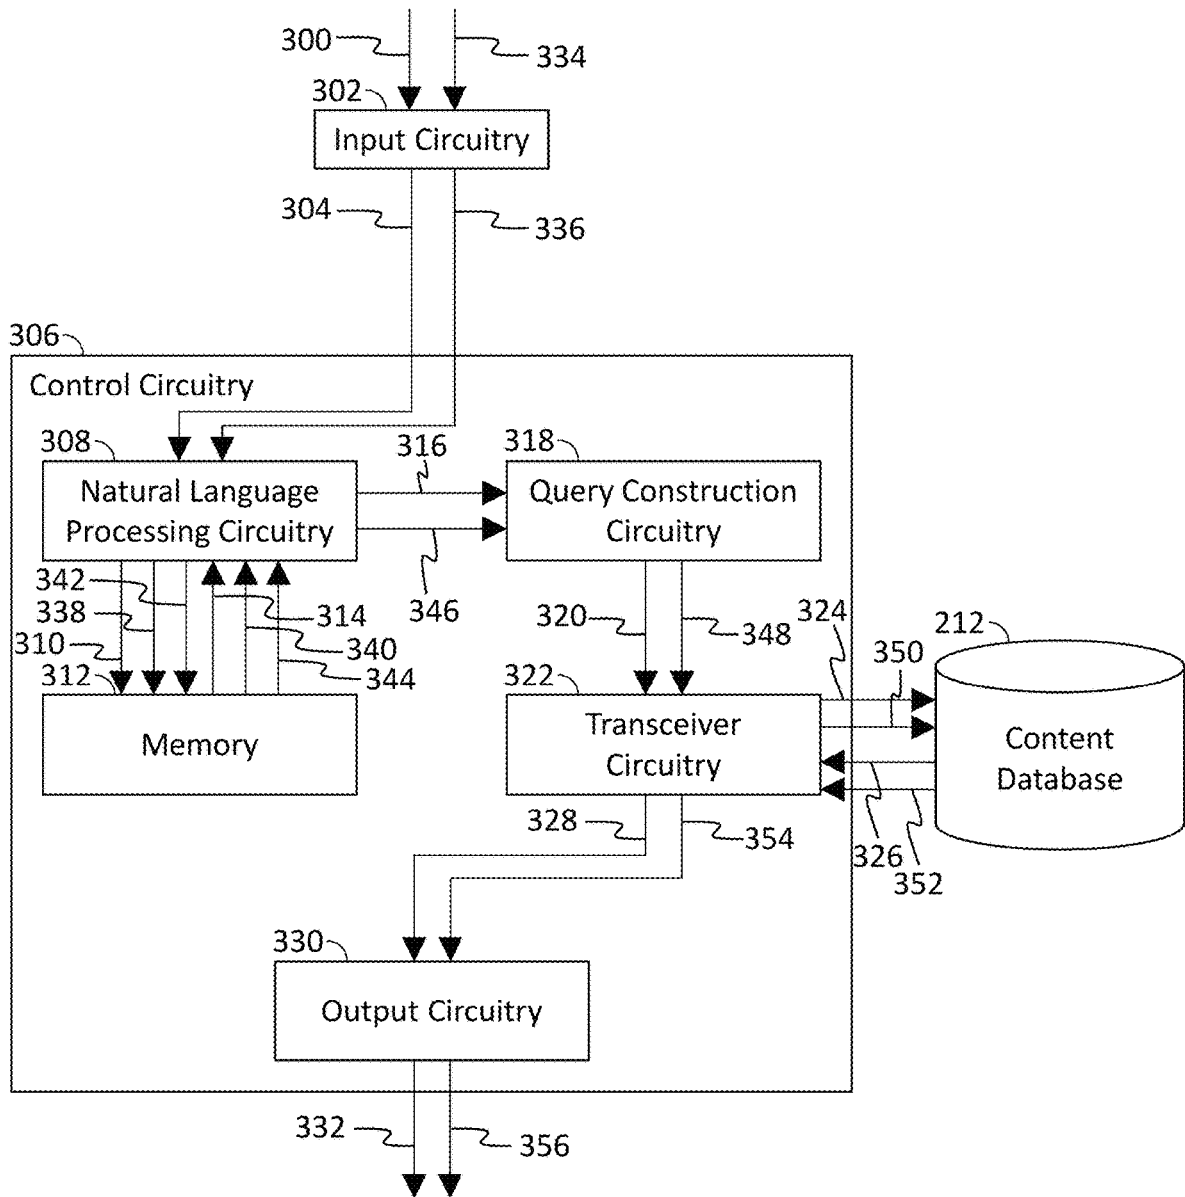 300
334
302
Input Circuitry
304
336
306
Control Circuitry
308
316
318
Natural Language
Processing Circuitry
Query Construction
Circuitry
342
338
310
314
340
344
346
320
348
324
350
212
312
Memory
322
Transceiver
Circuitry
Content
Database
328
354
326
352
330
Output Circuitry
332
356